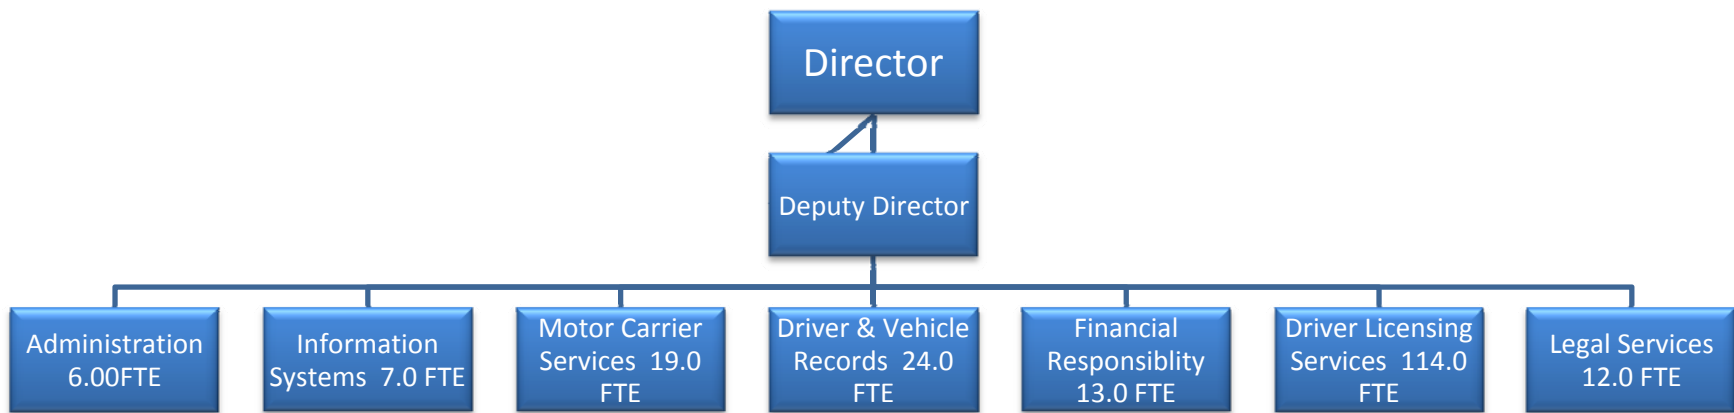 Director
Deputy Director
Administration
6.00FTE
Information
Systems 7.0 FTE
Motor Carrier
Services 19.0
FTE
Driver & Vehicle
Records 24.0
FTE
Financial
Responsiblity
13.0 FTE
Driver Licensing
Services 114.0
FTE
Legal Services
12.0 FTE